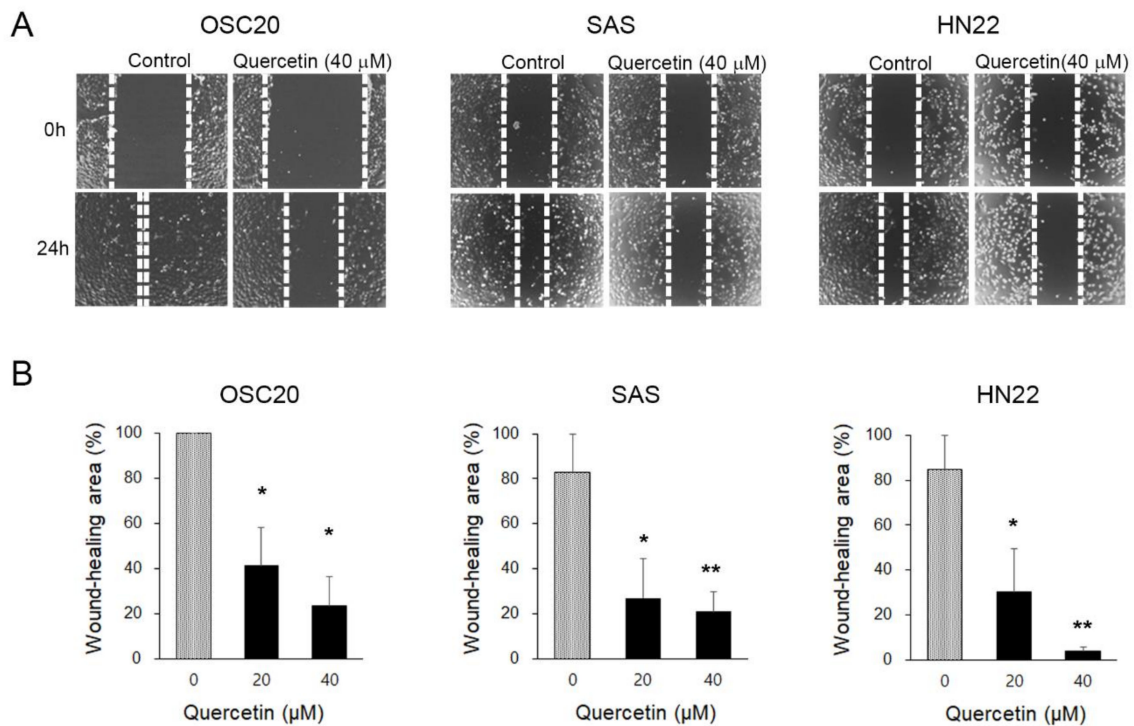 A
OSC20 SAS HN22
Control Quercetin (40 μM) Control Quercetin (40 μM) Control Quercetin(40 μM)
0h
24h
B
OSC20
Wound-healing area (%)
100
80
60
40
20
0
* *
0 20 40
Quercetin (μM)
SAS
Wound-healing area (%)
100
80
60
40
20
0
* **
0 20 40
Quercetin (μM)
HN22
Wound-healing area (%)
100
80
60
40
20
0
* **
0 20 40
Quercetin (μM)